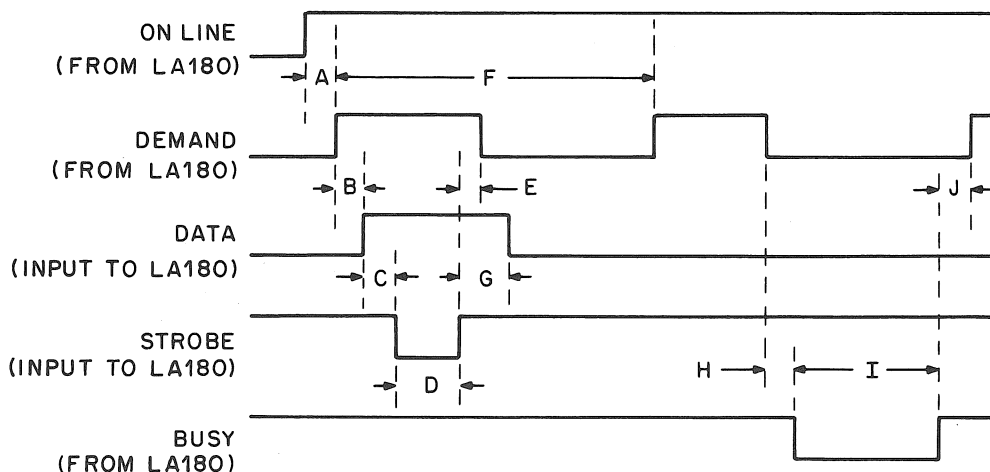 ON LINE
(FROM LA180)
A
F
DEMAND
(FROM LA180)
B
E
J
DATA
(INPUT TO LA180)
C
G
STROBE
(INPUT TO LA180)
D
H
I
BUSY
(FROM LA180)